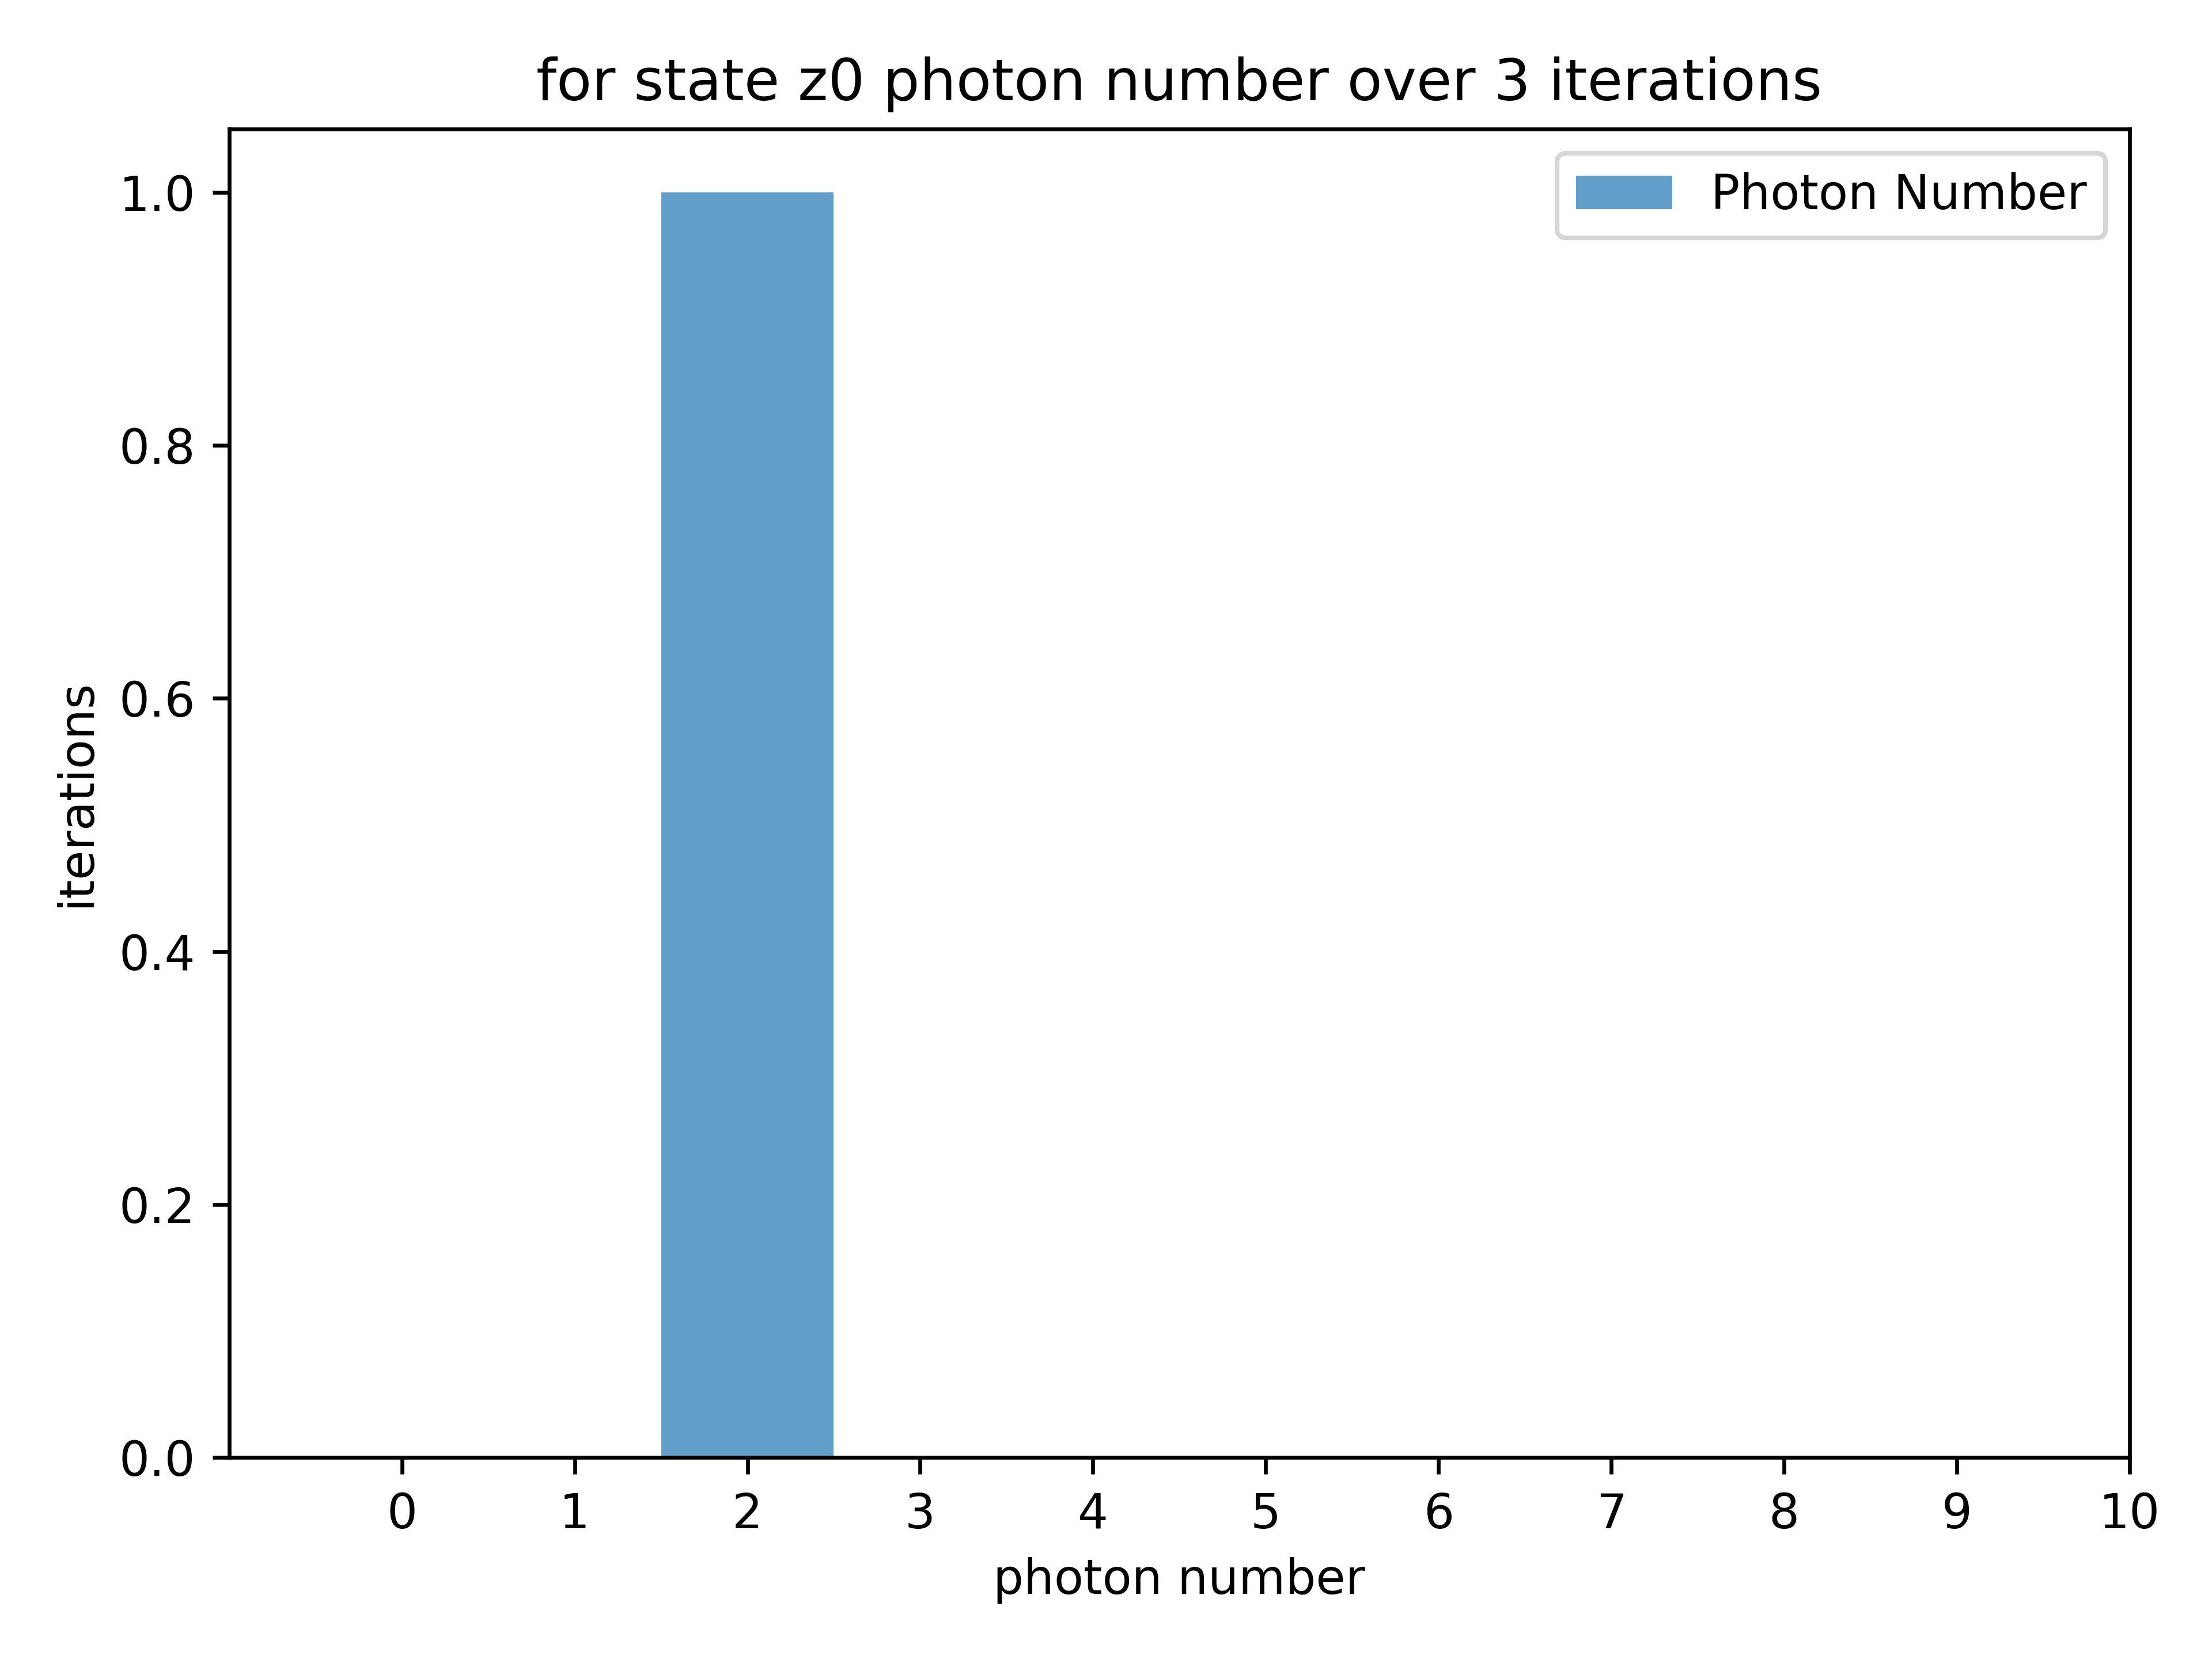 for state z0 photon number over 3 iterations
Photon Number
1.0
0.8
0.6
0.4
0.2
0.0
iterations
0 1 2 3 4 5 6 7 8 9 10
photon number